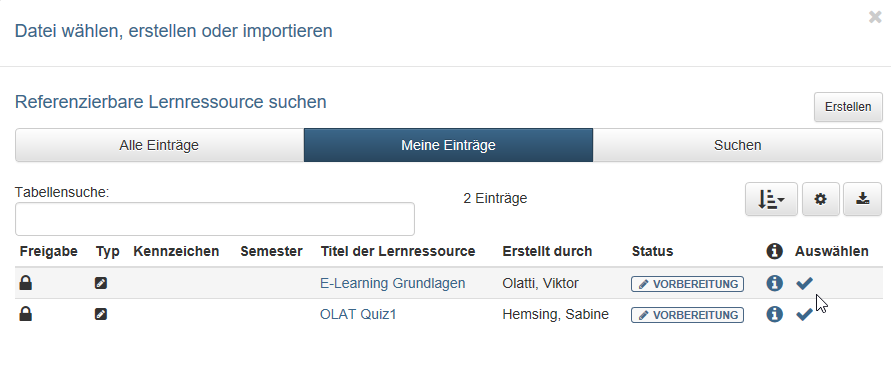 Datei wählen, erstellen oder importieren
Referenzierbare Lernressource suchen
Erstellen
Alle Einträge Meine Einträge Suchen
Tabellensuche:
2 Einträge
Freigabe Typ Kennzeichen Semester Titel der Lernressource Erstellt durch Status Auswählen
E-Learning Grundlagen Olatti, Viktor VORBEREITUNG
OLAT Quiz1 Hemsing, Sabine VORBEREITUNG